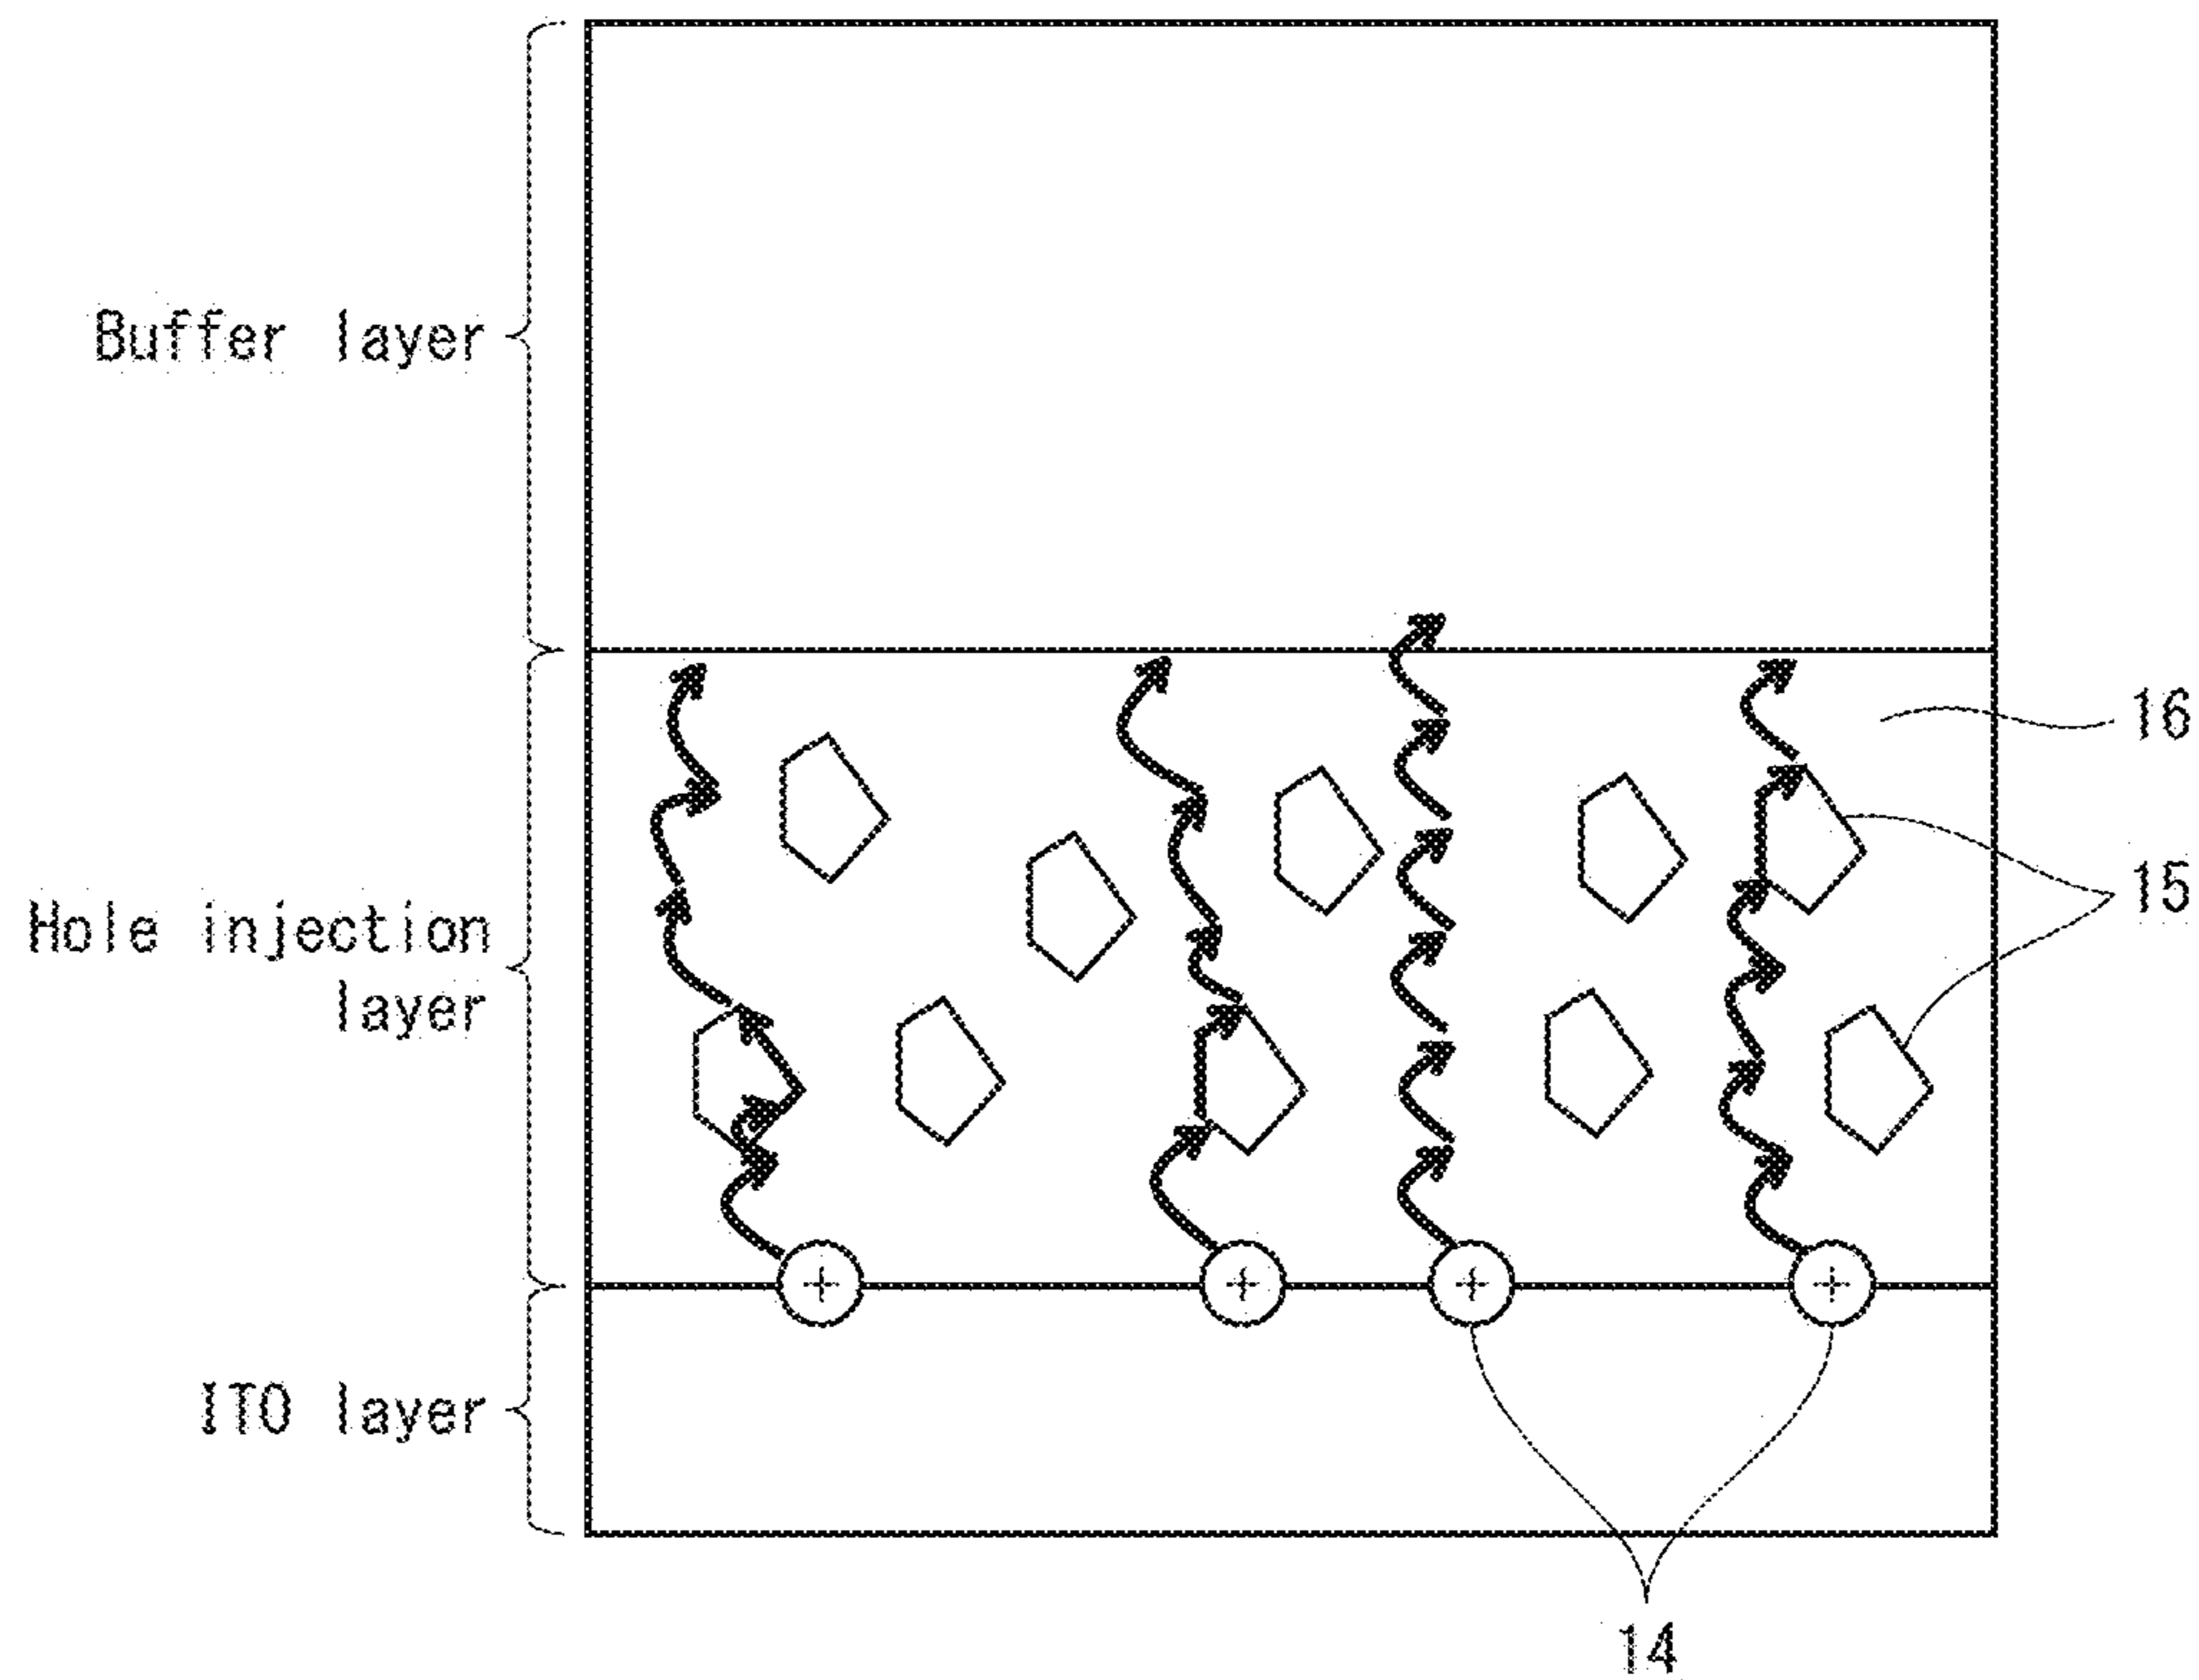 Buffer layer
16
15
Hole injection
layer
+ + + +
ITO layer
14